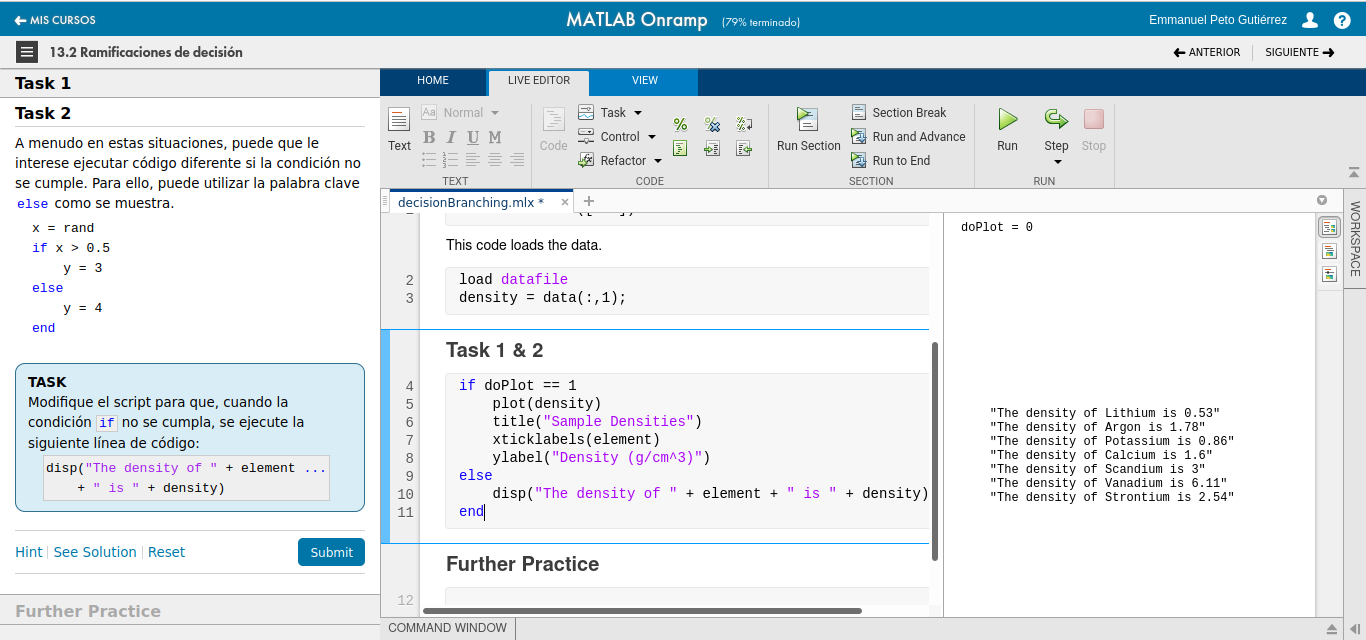 MIS CURSOS
MATLAB Onramp (79% terminado)
Emmanuel Peto Gutiérrez
13.2 Ramificaciones de decisión
ANTERIOR
SIGUIENTE
Task 1
Task 2
A menudo en estas situaciones, puede que le
interese ejecutar código diferente si la condición no
se cumple. Para ello, puede utilizar la palabra clave
else como se muestra.
x = rand
if x > 0.5
    y = 3
else
    y = 4
end
TASK
Modifique el script para que, cuando la
condición if no se cumpla, se ejecute la
siguiente línea de código:
disp("The density of " + element ...
    + " is " + density)
Hint
See Solution
Reset
Submit
Further Practice
HOME
LIVE EDITOR
VIEW
Text
Aa Normal
B I U M
TEXT
Code
Task
Control
Refactor
CODE
Run Section
Section Break
Run and Advance
Run to End
SECTION
Run
Step
Stop
RUN
decisionBranching.mlx *
This code loads the data.
2 load datafile
3 density = data(:,1);
Task 1 & 2
4 if doPlot == 1
5     plot(density)
6     title("Sample Densities")
7     xticklabels(element)
8     ylabel("Density (g/cm^3)")
9 else
10     disp("The density of " + element + " is " + density)
11 end
Further Practice
12
doPlot = 0
"The density of Lithium is 0.53"
"The density of Argon is 1.78"
"The density of Potassium is 0.86"
"The density of Calcium is 1.6"
"The density of Scandium is 3"
"The density of Vanadium is 6.11"
"The density of Strontium is 2.54"
WORKSPACE
COMMAND WINDOW